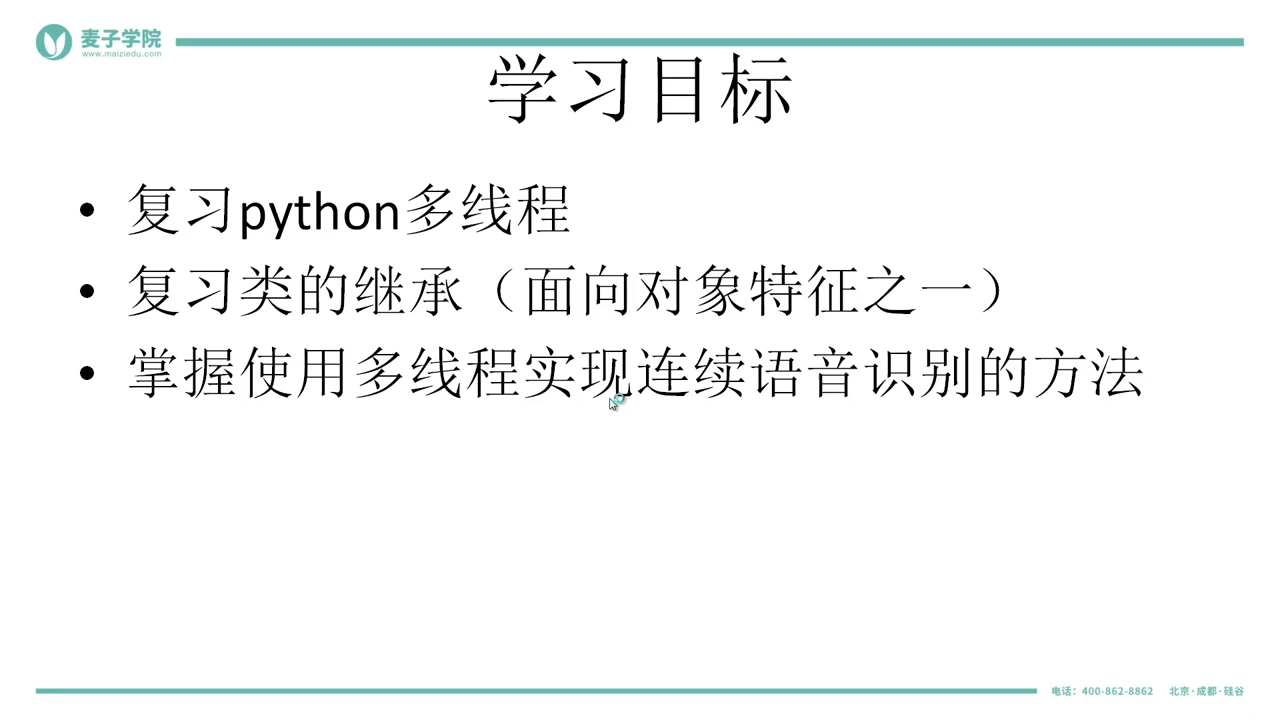 麦子学院
www.maiziedu.com
学习目标
• 复习python多线程
• 复习类的继承（面向对象特征之一）
• 掌握使用多线程实现连续语音识别的方法
电话：400-862-8862 北京·成都·硅谷